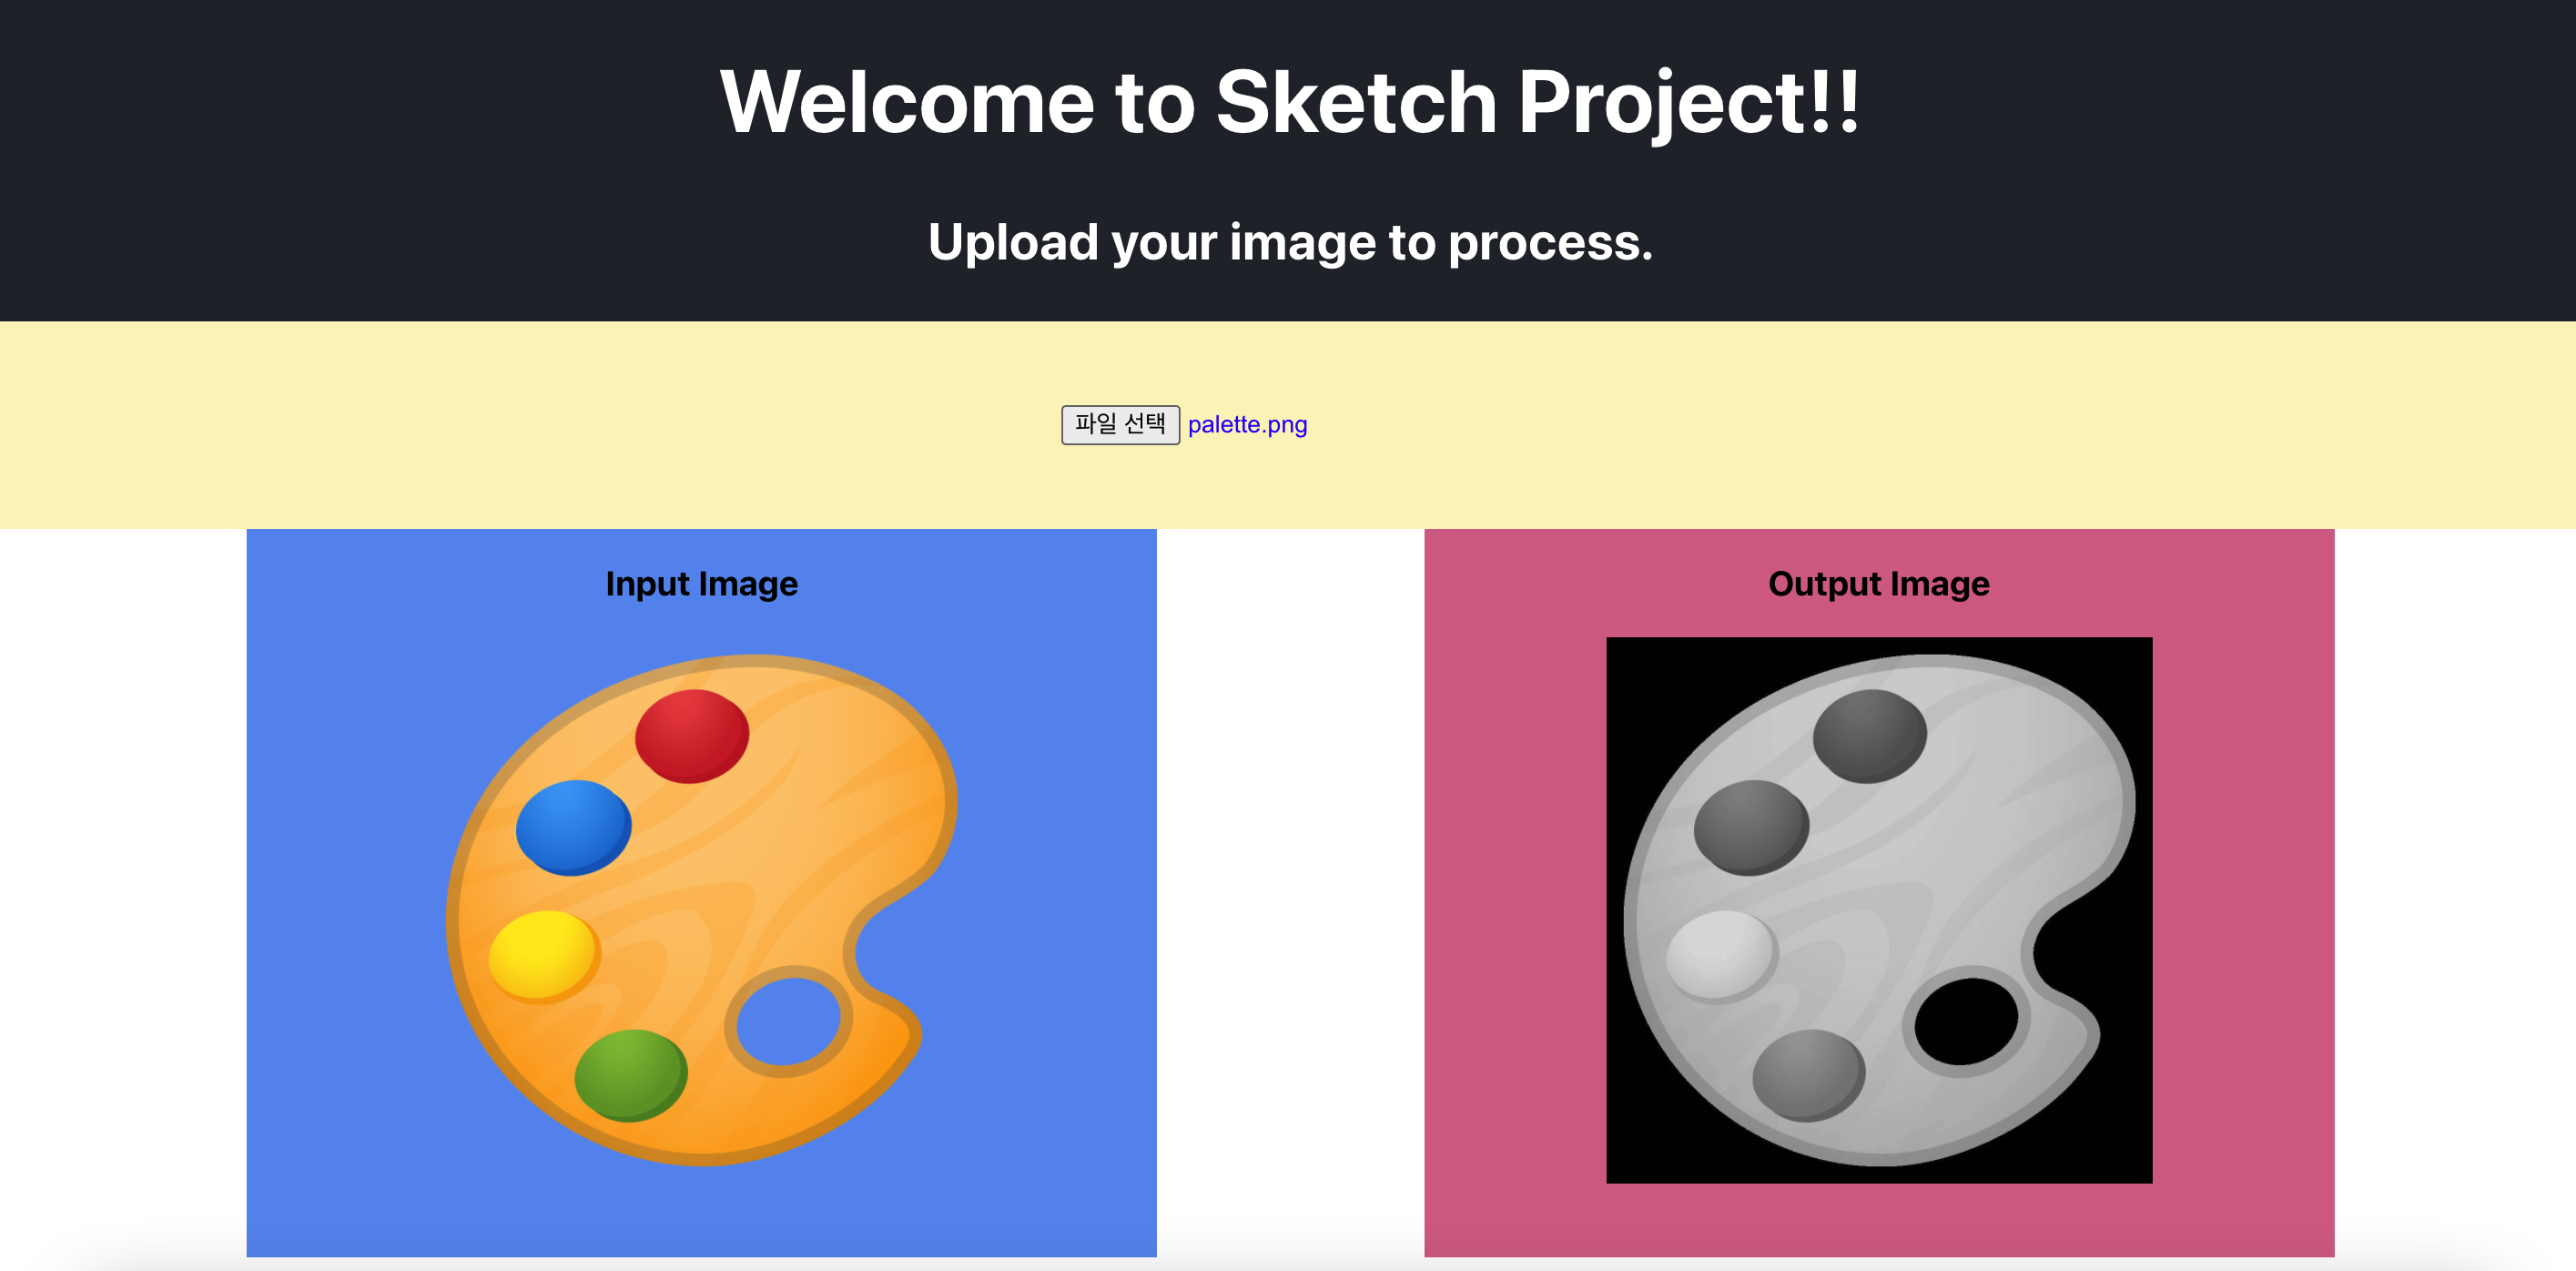 Welcome to Sketch Project!!
Upload your image to process.
파일 선택 palette.png
Input Image
Output Image